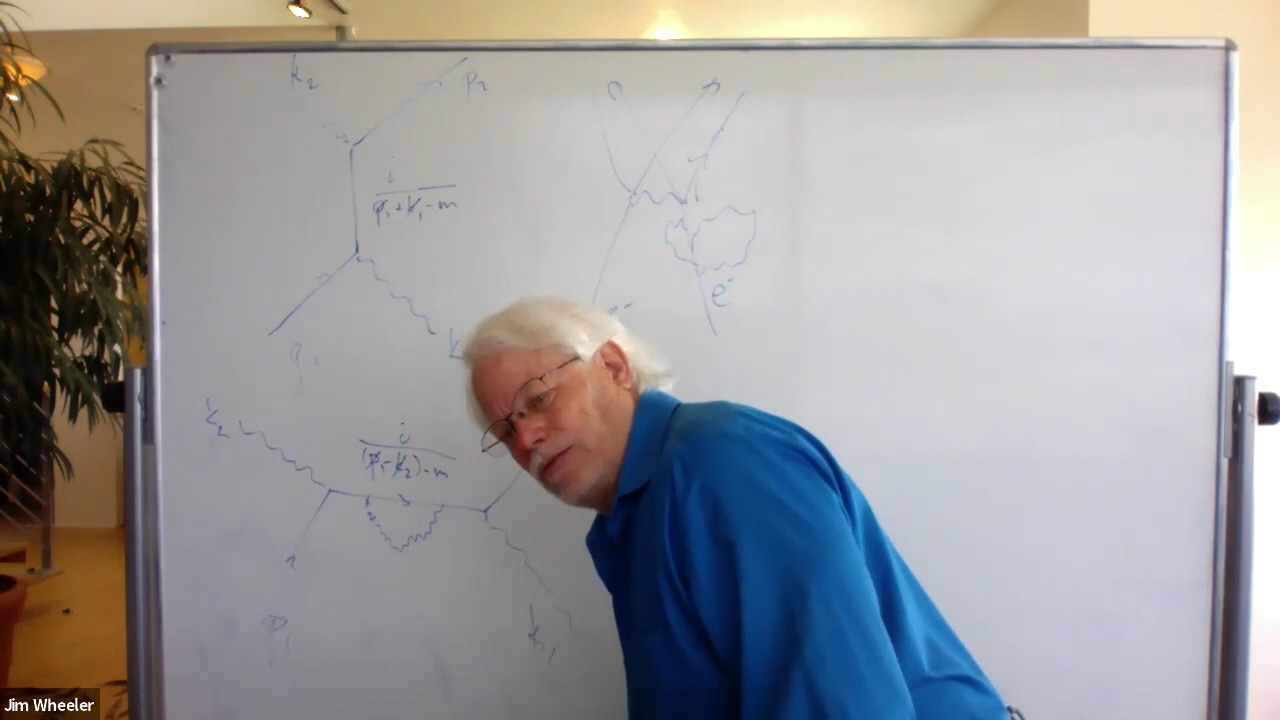 k₂
p₂
i
p̸₁+k̸₁-m
p₁
k
e⁻
k₂
i
(p̸₁-k̸₂)-m
p₁
k₁
Jim Wheeler